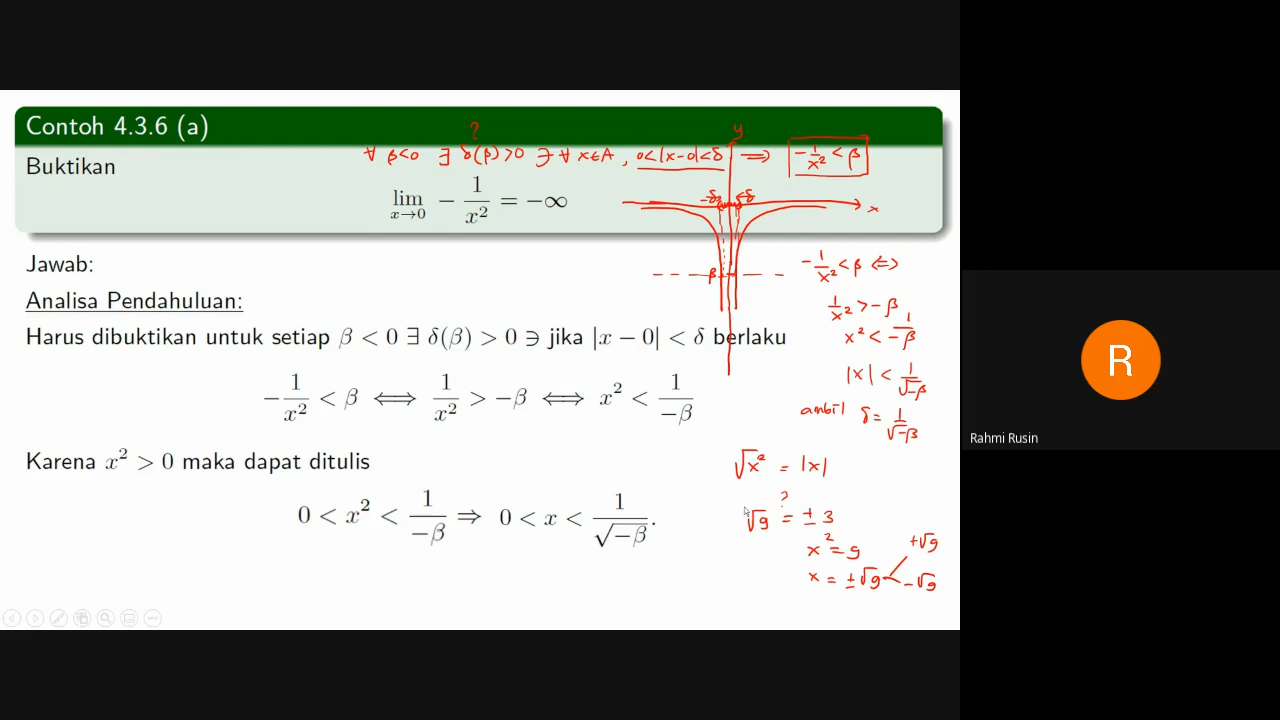 Contoh 4.3.6 (a)
?
∀ β<0 ∃ δ(β)>0 ∋ ∀ x∈A , 0<|x-0|<δ ⟹ -1/x² < β
Buktikan
lim x→0 - 1/x² = -∞
y
-δ δ
x
β
Jawab:
Analisa Pendahuluan:
Harus dibuktikan untuk setiap β < 0 ∃ δ(β) > 0 ∋ jika |x − 0| < δ berlaku
-1/x² < β ⟺ 1/x² > -β ⟺ x² < 1/-β
Karena x² > 0 maka dapat ditulis
0 < x² < 1/-β ⇒ 0 < x < 1/√-β.
-1/x² < β ⟺
1/x² > -β
x² < 1/-β
|x| < 1/√-β
ambil δ = 1/√-β
√x² = |x|
?
√9 = ± 3
x² = 9
x = ±√9
+√9
-√9
R
Rahmi Rusin